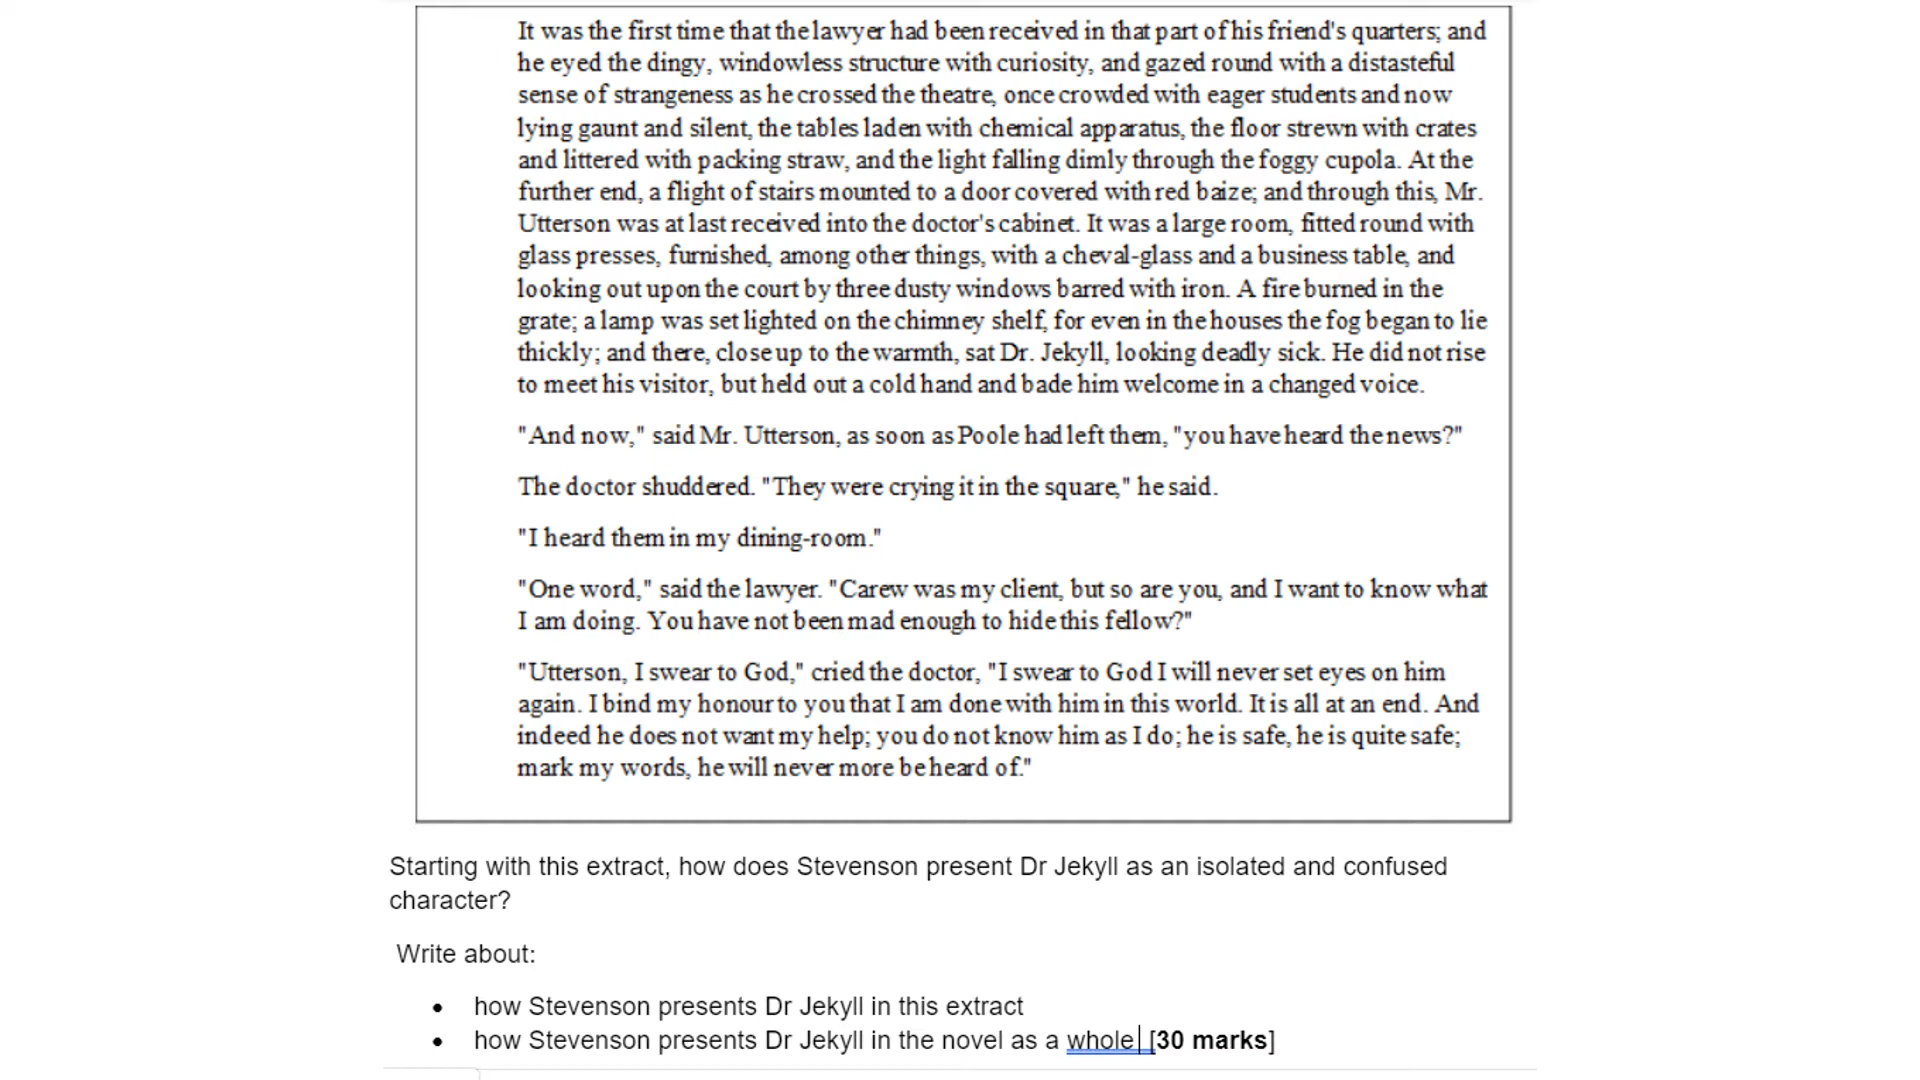 It was the first time that the lawyer had been received in that part of his friend's quarters; and
he eyed the dingy, windowless structure with curiosity, and gazed round with a distasteful
sense of strangeness as he crossed the theatre, once crowded with eager students and now
lying gaunt and silent, the tables laden with chemical apparatus, the floor strewn with crates
and littered with packing straw, and the light falling dimly through the foggy cupola. At the
further end, a flight of stairs mounted to a door covered with red baize; and through this, Mr.
Utterson was at last received into the doctor's cabinet. It was a large room, fitted round with
glass presses, furnished, among other things, with a cheval-glass and a business table, and
looking out upon the court by three dusty windows barred with iron. A fire burned in the
grate; a lamp was set lighted on the chimney shelf, for even in the houses the fog began to lie
thickly; and there, close up to the warmth, sat Dr. Jekyll, looking deadly sick. He did not rise
to meet his visitor, but held out a cold hand and bade him welcome in a changed voice.
"And now," said Mr. Utterson, as soon as Poole had left them, "you have heard the news?"
The doctor shuddered. "They were crying it in the square," he said.
"I heard them in my dining-room."
"One word," said the lawyer. "Carew was my client, but so are you, and I want to know what
I am doing. You have not been mad enough to hide this fellow?"
"Utterson, I swear to God," cried the doctor, "I swear to God I will never set eyes on him
again. I bind my honour to you that I am done with him in this world. It is all at an end. And
indeed he does not want my help; you do not know him as I do; he is safe, he is quite safe;
mark my words, he will never more be heard of."
Starting with this extract, how does Stevenson present Dr Jekyll as an isolated and confused
character?
Write about:
• how Stevenson presents Dr Jekyll in this extract
• how Stevenson presents Dr Jekyll in the novel as a whole [30 marks]